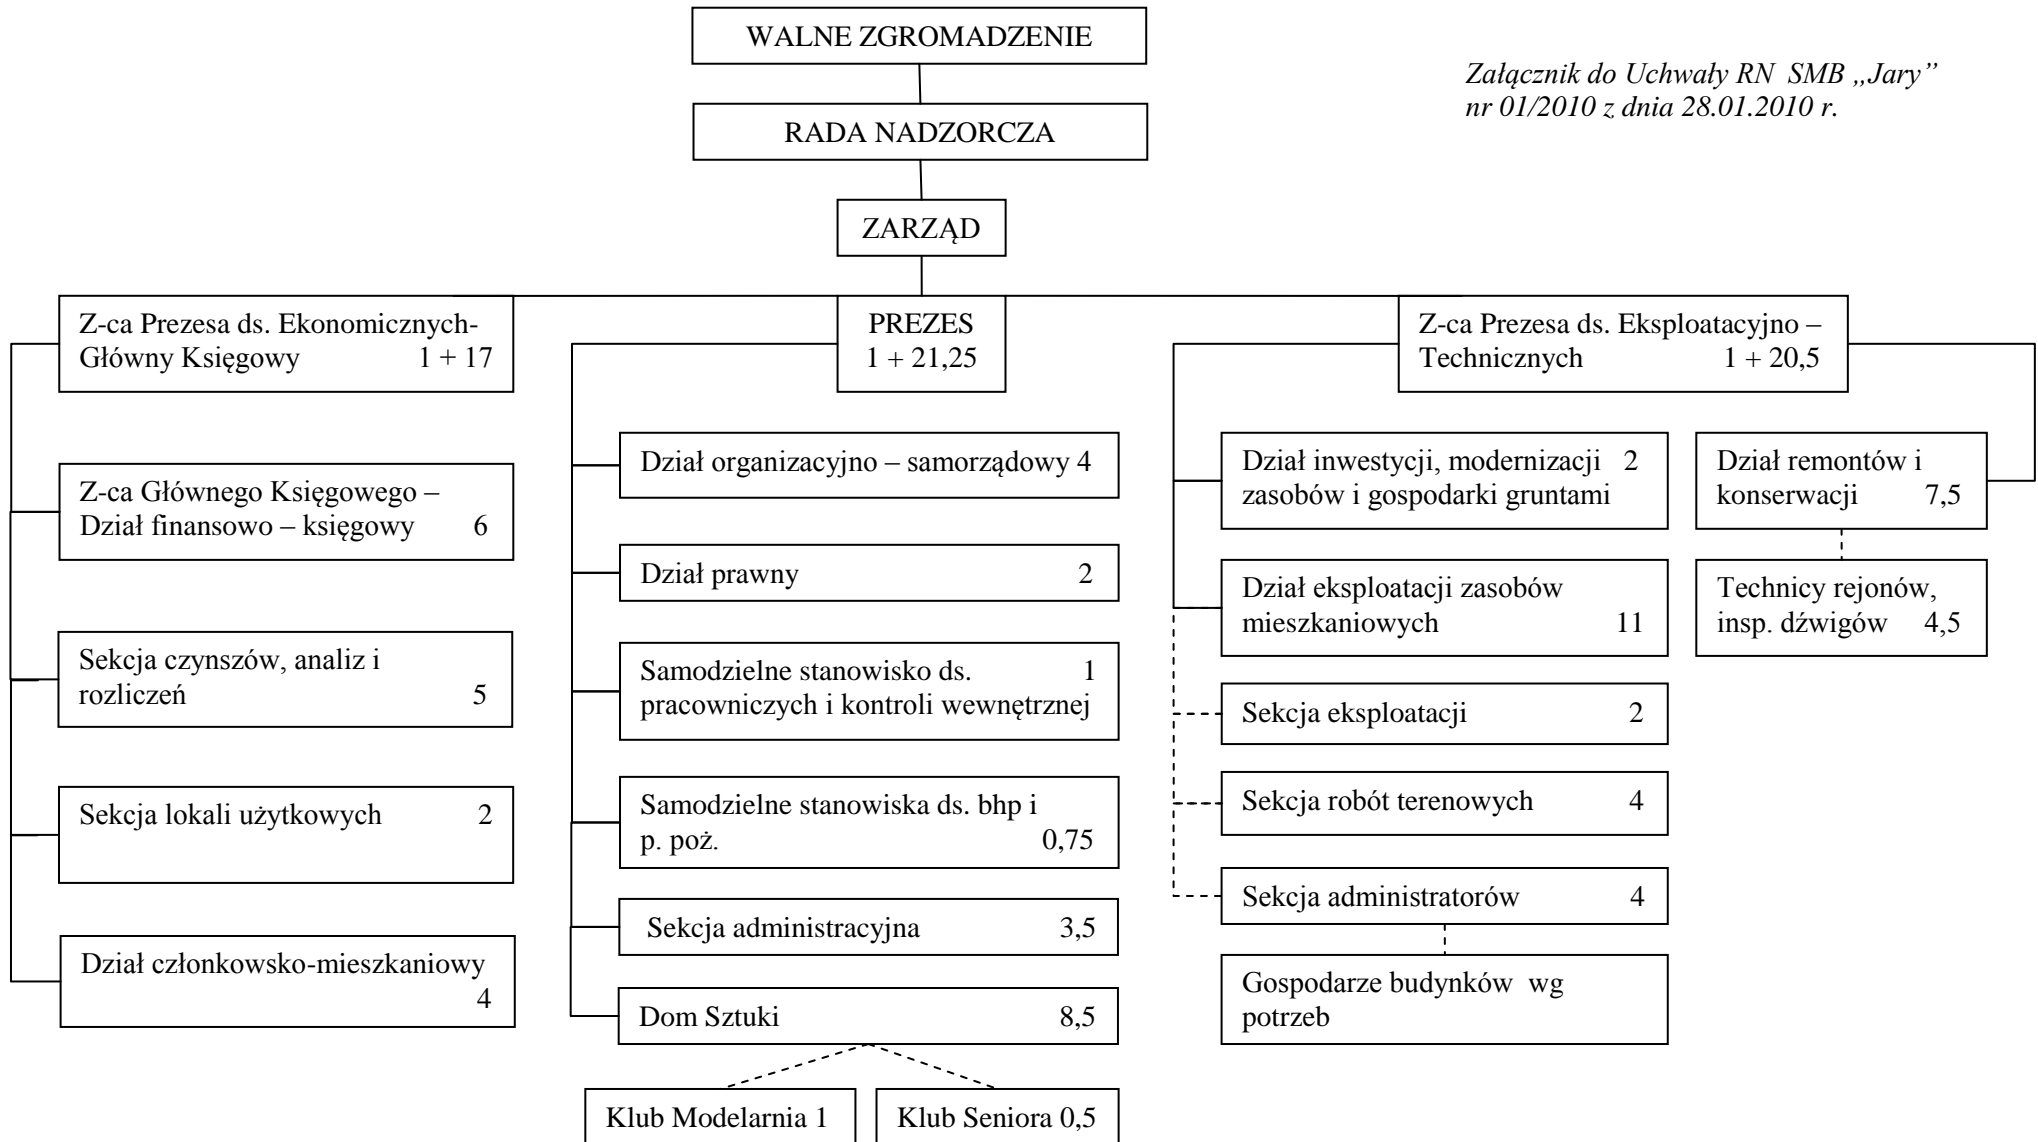 WALNE ZGROMADZENIE
Załącznik do Uchwały RN SMB „Jary”
nr 01/2010 z dnia 28.01.2010 r.
RADA NADZORCZA
ZARZĄD
Z-ca Prezesa ds. Ekonomicznych-
Główny Księgowy 1 + 17
PREZES
1 + 21,25
Z-ca Prezesa ds. Eksploatacyjno –
Technicznych 1 + 20,5
Z-ca Głównego Księgowego –
Dział finansowo – księgowy 6
Sekcja czynszów, analiz i
rozliczeń 5
Sekcja lokali użytkowych 2
Dział członkowsko-mieszkaniowy
4
Dział organizacyjno – samorządowy 4
Dział prawny 2
Samodzielne stanowisko ds. 1
pracowniczych i kontroli wewnętrznej
Samodzielne stanowiska ds. bhp i
p. poż. 0,75
Sekcja administracyjna 3,5
Dom Sztuki 8,5
Klub Modelarnia 1
Klub Seniora 0,5
Dział inwestycji, modernizacji 2
zasobów i gospodarki gruntami
Dział eksploatacji zasobów
mieszkaniowych 11
Sekcja eksploatacji 2
Sekcja robót terenowych 4
Sekcja administratorów 4
Gospodarze budynków wg
potrzeb
Dział remontów i
konserwacji 7,5
Technicy rejonów,
insp. dźwigów 4,5